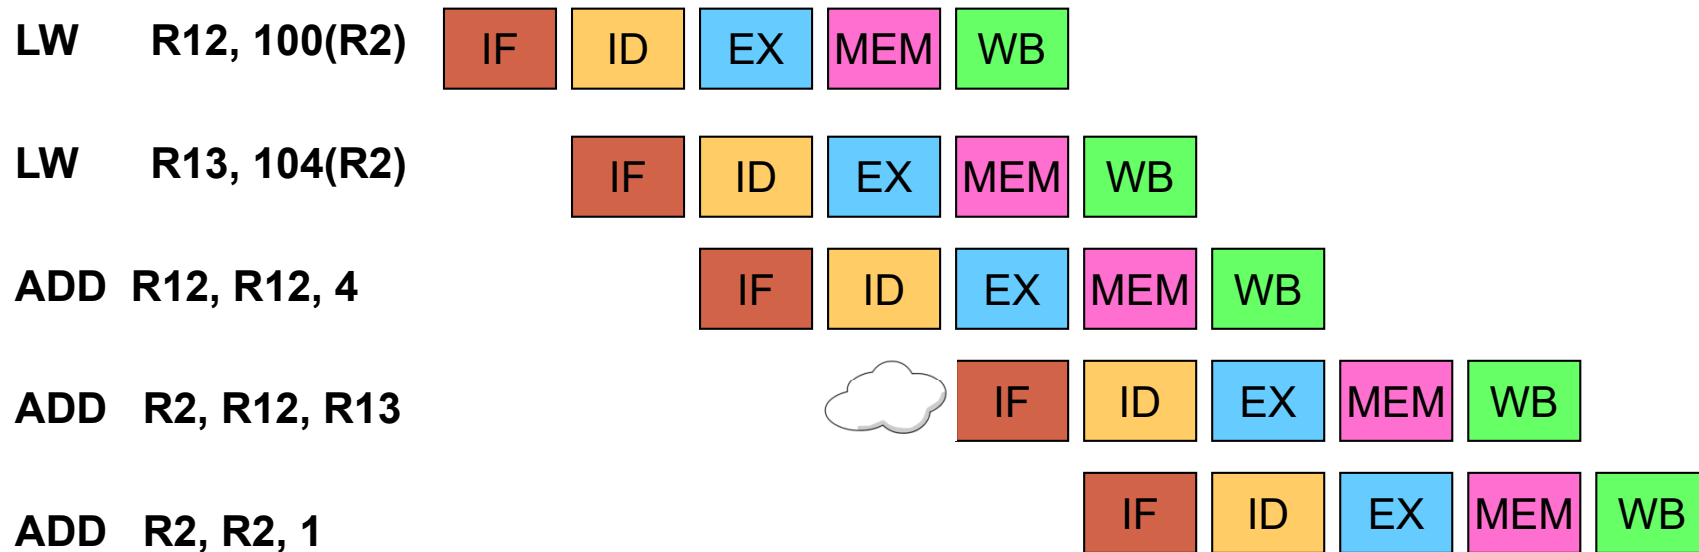 LW R12, 100(R2) IF ID EX MEM WB
LW R13, 104(R2) IF ID EX MEM WB
ADD R12, R12, 4 IF ID EX MEM WB
ADD R2, R12, R13 IF ID EX MEM WB
ADD R2, R2, 1 IF ID EX MEM WB